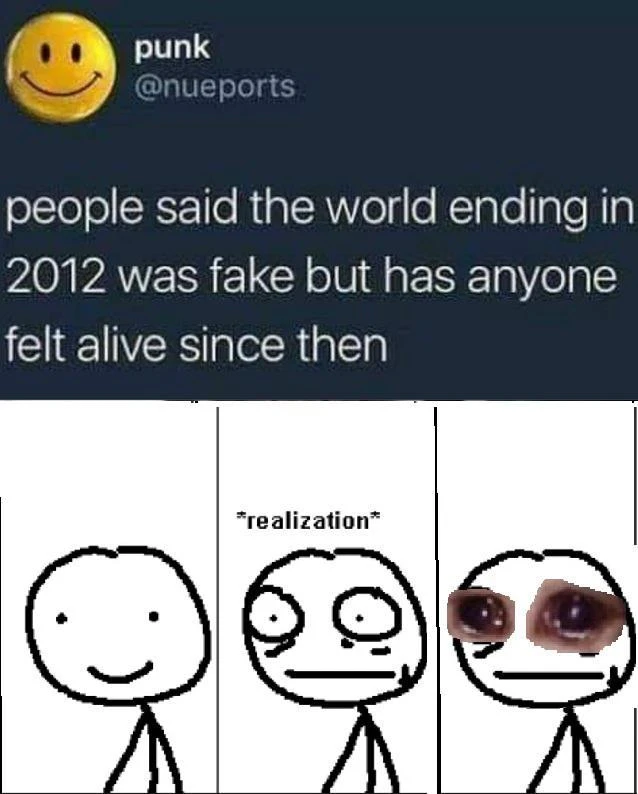 punk
@nueports
people said the world ending in
2012 was fake but has anyone
felt alive since then
*realization*